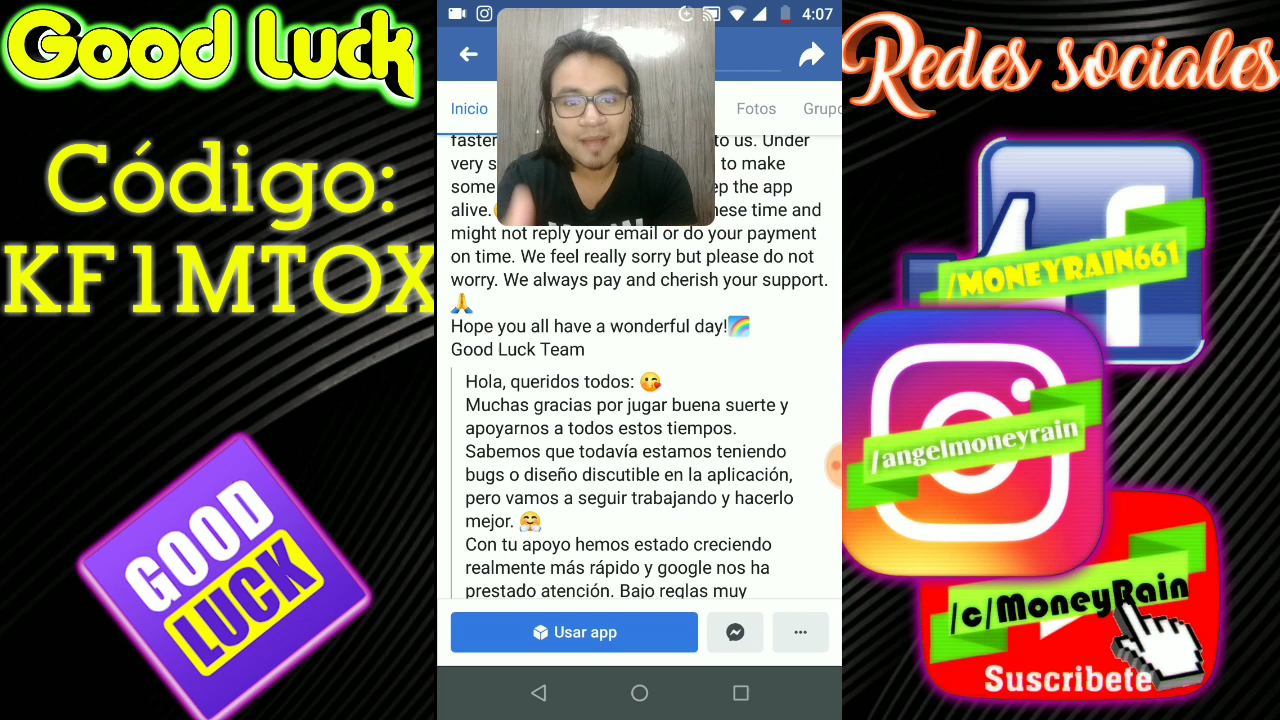 Good Luck
Código:
KF1MTOX
GOOD
LUCK
4:07
Inicio
Fotos
Grupo
faster
to us. Under
very s
to make
some
ep the app
alive.
hese time and
might not reply your email or do your payment
on time. We feel really sorry but please do not
worry. We always pay and cherish your support.
🙏
Hope you all have a wonderful day!🌈
Good Luck Team
Hola, queridos todos: 😘
Muchas gracias por jugar buena suerte y
apoyarnos a todos estos tiempos.
Sabemos que todavía estamos teniendo
bugs o diseño discutible en la aplicación,
pero vamos a seguir trabajando y hacerlo
mejor. 🤗
Con tu apoyo hemos estado creciendo
realmente más rápido y google nos ha
prestado atención. Bajo reglas muy
Usar app
Redes sociales
f
/MONEYRAIN661
/angelmoneyrain
/c/MoneyRain
Suscribete